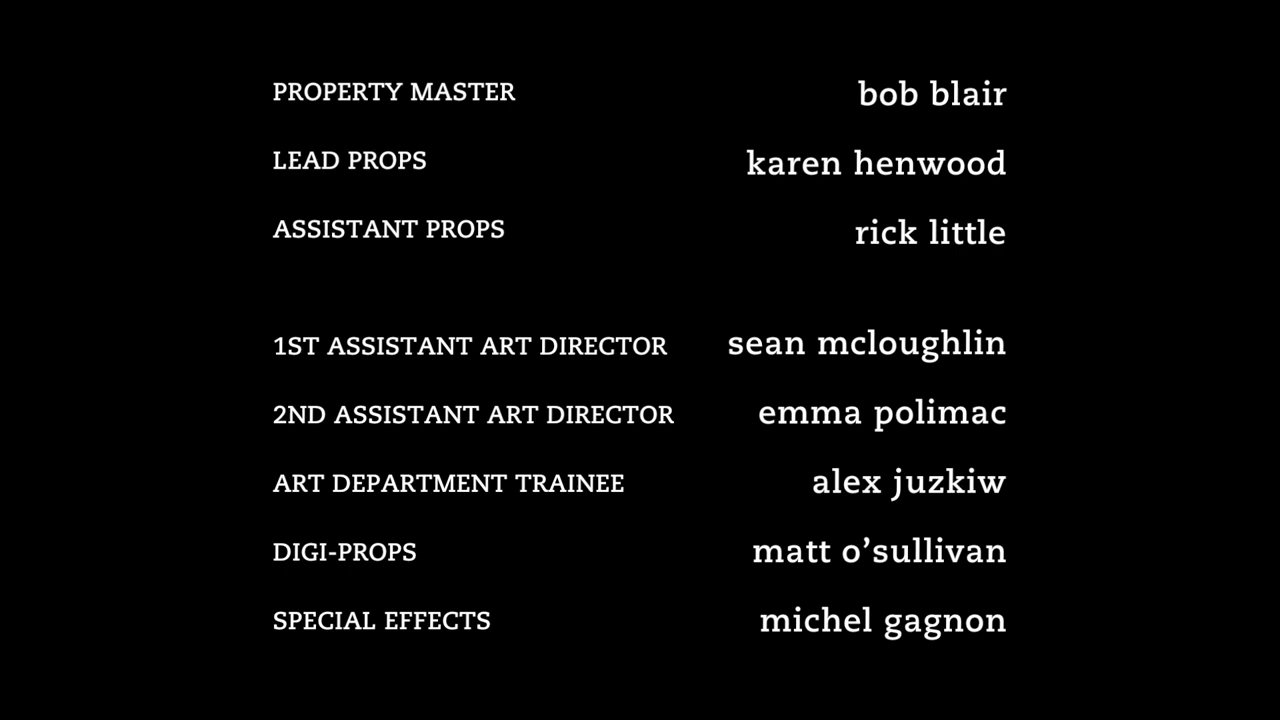 PROPERTY MASTER bob blair
LEAD PROPS karen henwood
ASSISTANT PROPS rick little
1ST ASSISTANT ART DIRECTOR sean mcloughlin
2ND ASSISTANT ART DIRECTOR emma polimac
ART DEPARTMENT TRAINEE alex juzkiw
DIGI-PROPS matt o’sullivan
SPECIAL EFFECTS michel gagnon